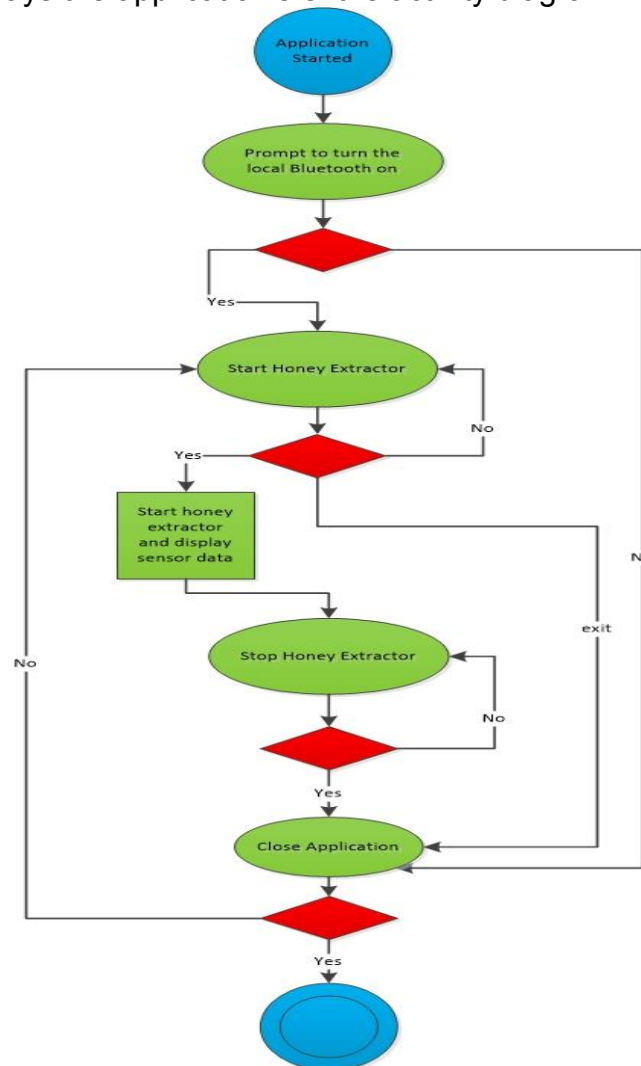 Application
Started
Prompt to turn the
local Bluetooth on
Yes
Start Honey Extractor
No
Yes
Start honey
extractor
and display
sensor data
N
exit
Stop Honey Extractor
No
No
Yes
Close Application
Yes